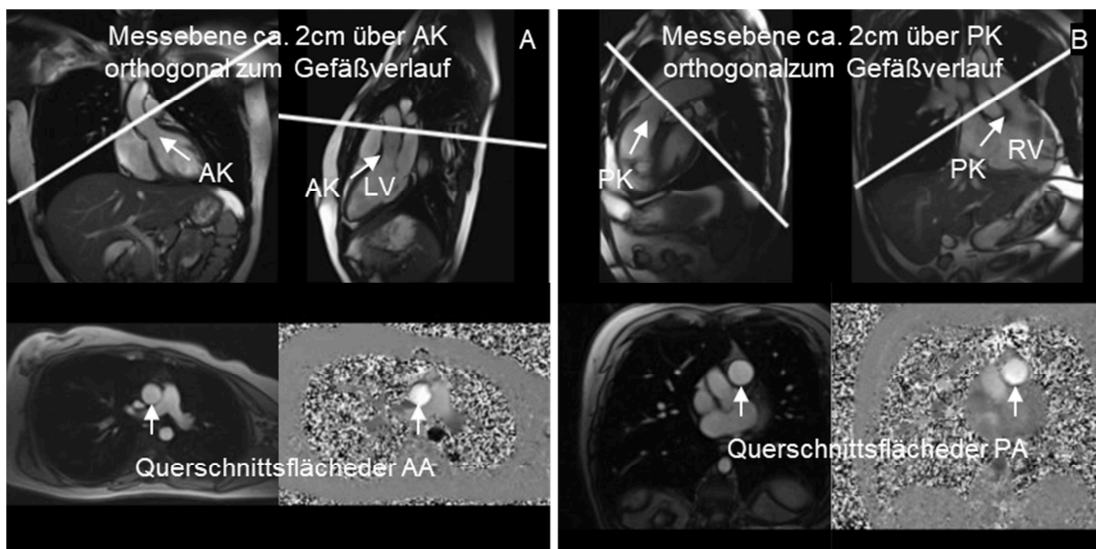 Messebene ca. 2cm über AK
orthogonal zum Gefäßverlauf
A
AK
AK
LV
Querschnittsflächeder AA
Messebene ca. 2cm über PK
orthogonalzum Gefäßverlauf
B
PK
PK
RV
Querschnittsflächeder PA